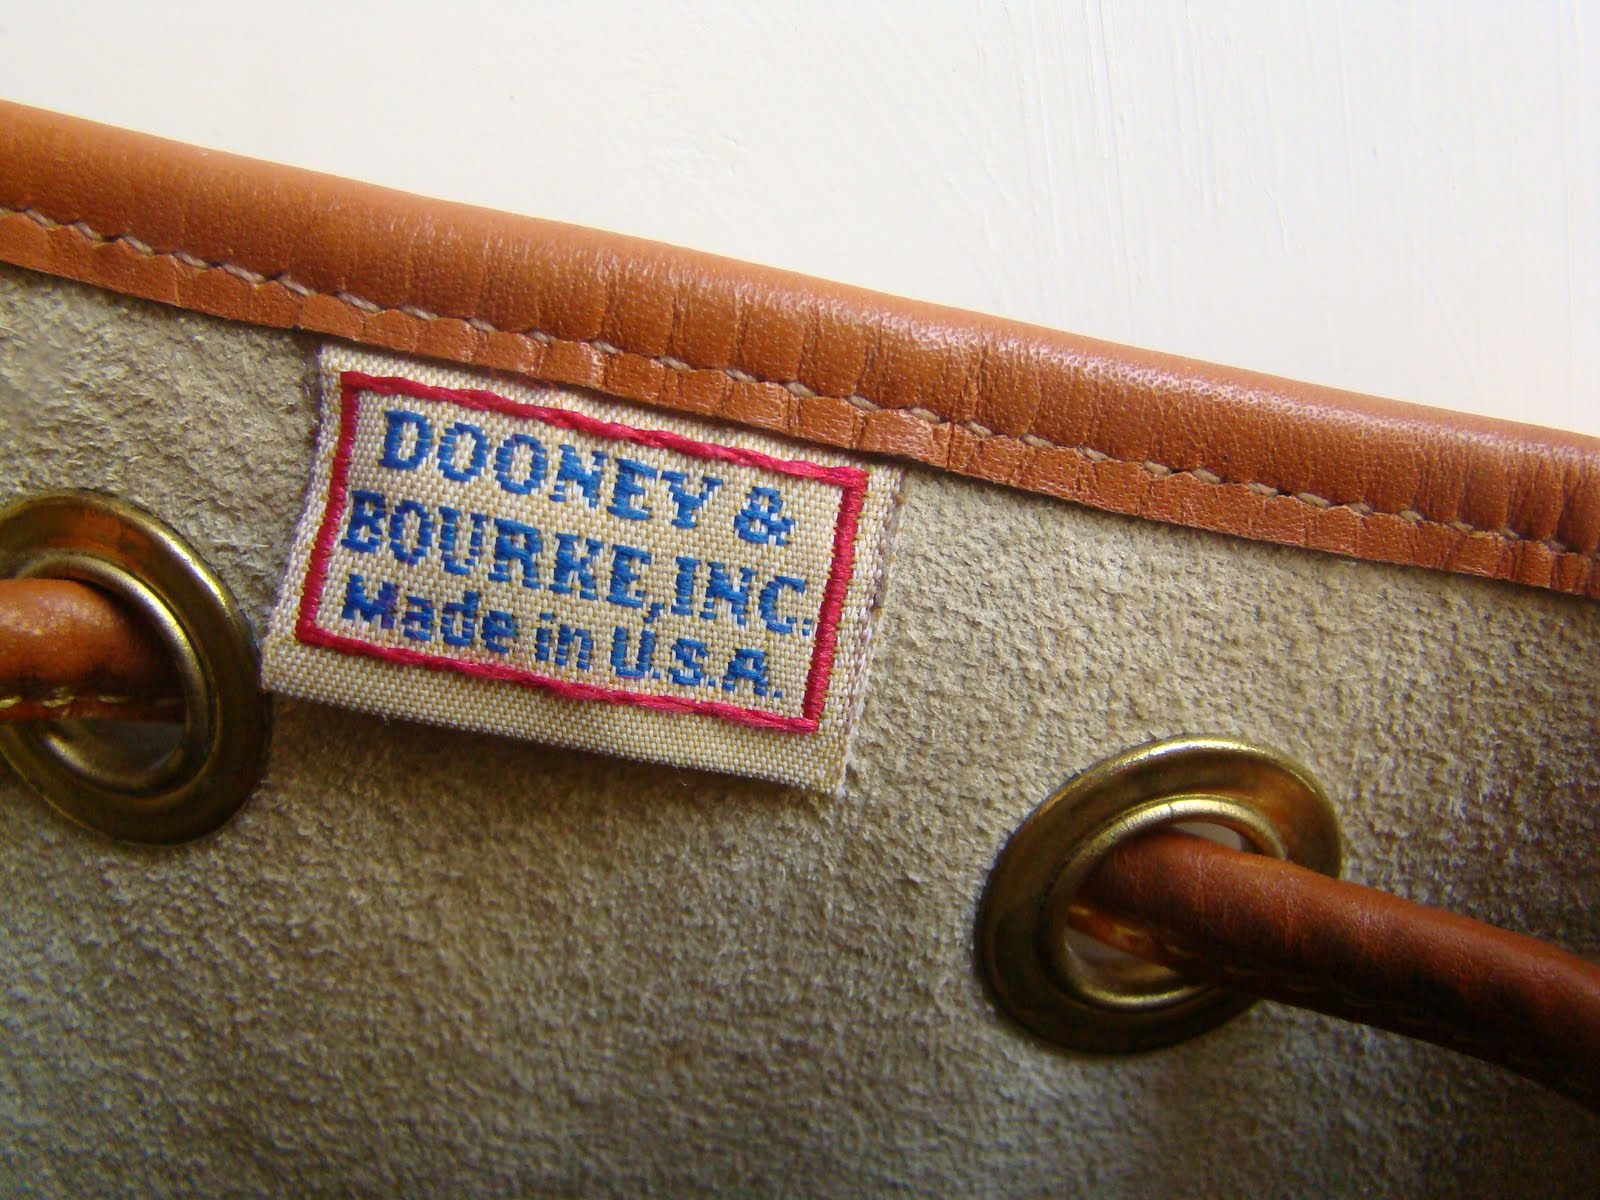 DOONEY &
BOURKE, INC.
Made in U.S.A.